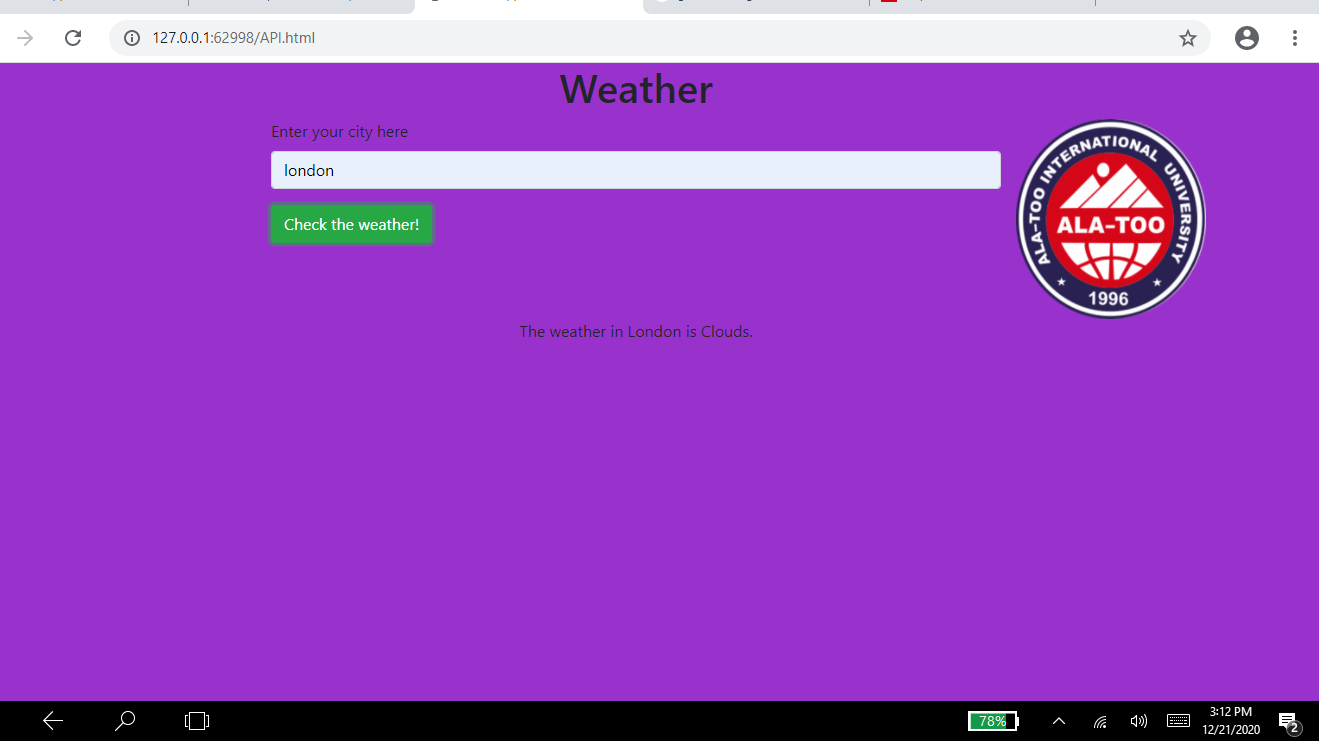 127.0.0.1:62998/API.html
Weather
Enter your city here
london
Check the weather!
ALA-TOO INTERNATIONAL UNIVERSITY
ALA-TOO
1996
The weather in London is Clouds.
78%
3:12 PM
12/21/2020
2